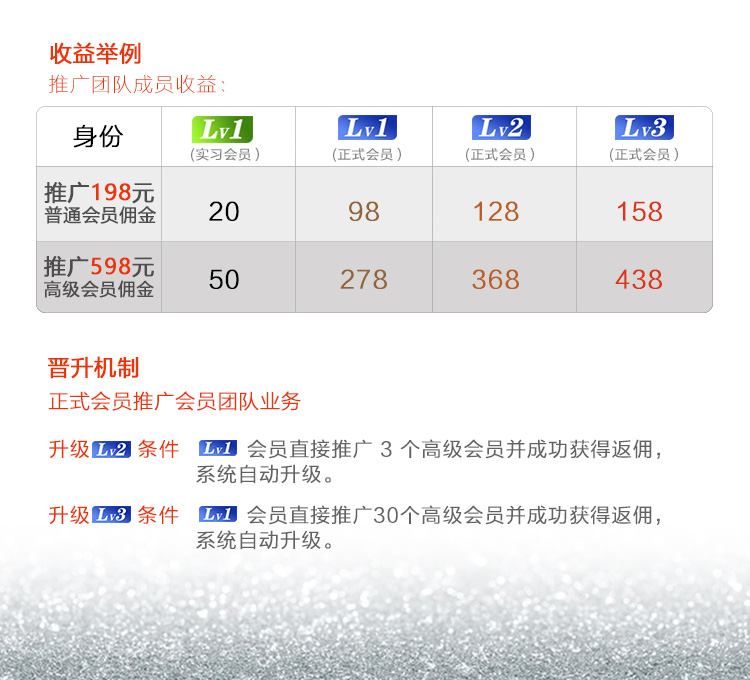 收益举例
推广团队成员收益：
身份 Lv1 Lv1 Lv2 Lv3
(实习会员) (正式会员) (正式会员) (正式会员)
推广198元
普通会员佣金 20 98 128 158
推广598元
高级会员佣金 50 278 368 438
晋升机制
正式会员推广会员团队业务
升级 Lv2 条件 Lv1 会员直接推广 3 个高级会员并成功获得返佣，
系统自动升级。
升级 Lv3 条件 Lv1 会员直接推广30个高级会员并成功获得返佣，
系统自动升级。